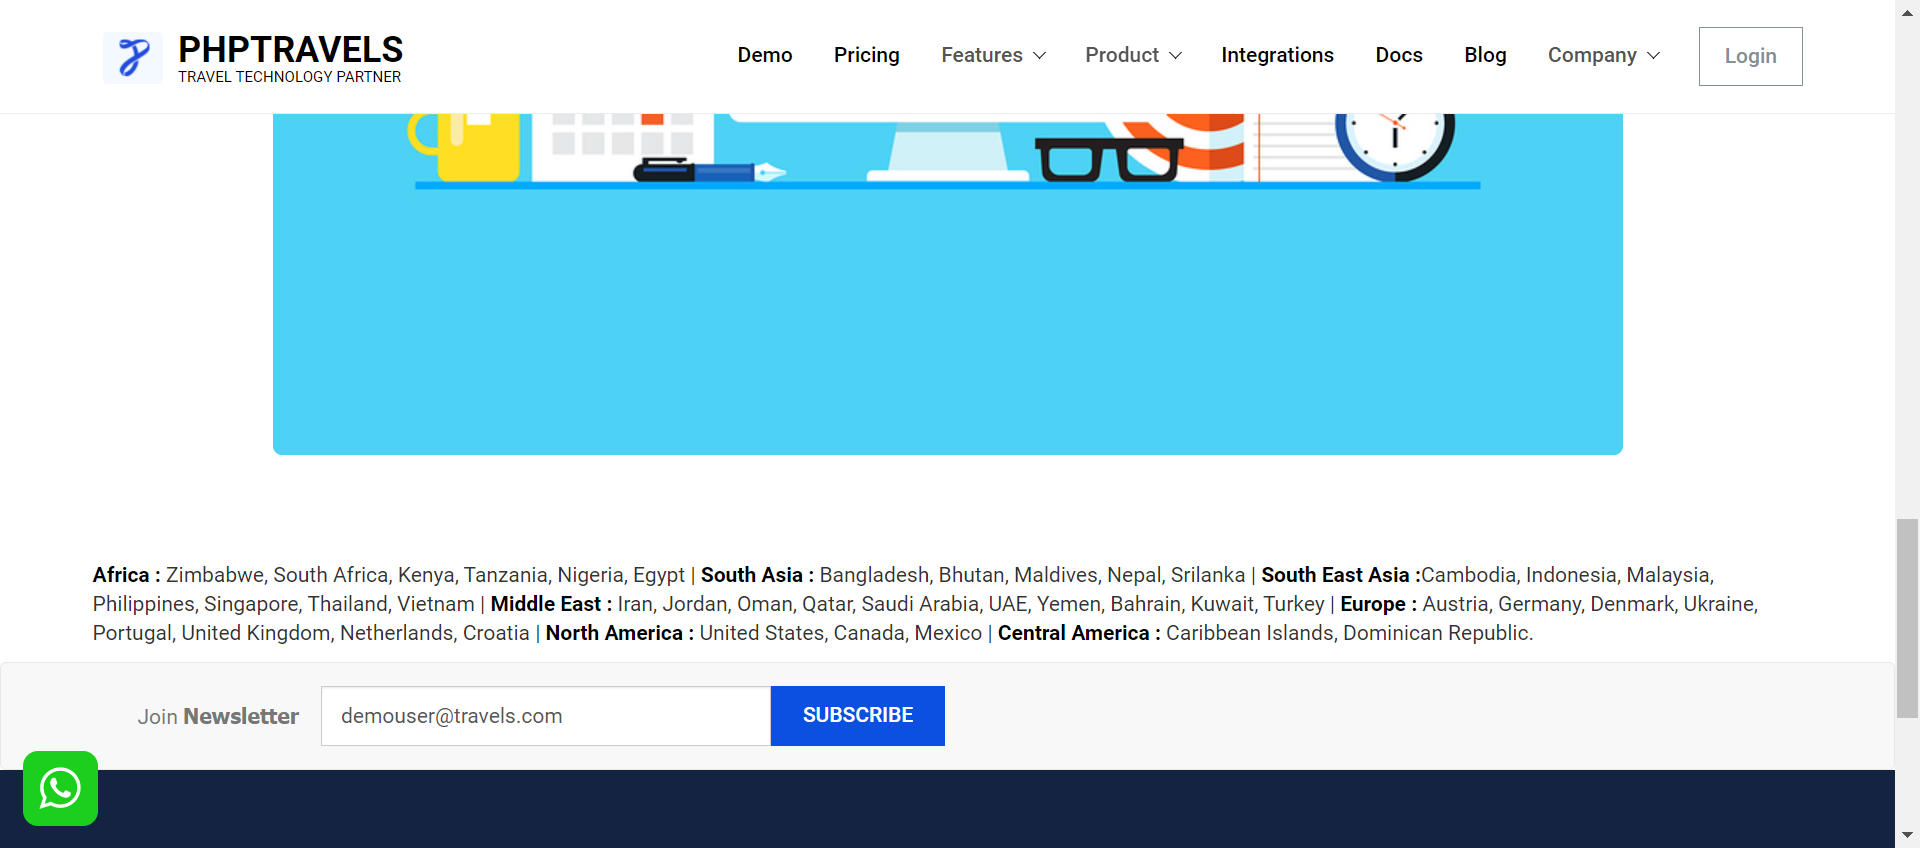 PHPTRAVELS
TRAVEL TECHNOLOGY PARTNER
Demo Pricing Features Product Integrations Docs Blog Company Login
Africa : Zimbabwe, South Africa, Kenya, Tanzania, Nigeria, Egypt | South Asia : Bangladesh, Bhutan, Maldives, Nepal, Srilanka | South East Asia :Cambodia, Indonesia, Malaysia,
Philippines, Singapore, Thailand, Vietnam | Middle East : Iran, Jordan, Oman, Qatar, Saudi Arabia, UAE, Yemen, Bahrain, Kuwait, Turkey | Europe : Austria, Germany, Denmark, Ukraine,
Portugal, United Kingdom, Netherlands, Croatia | North America : United States, Canada, Mexico | Central America : Caribbean Islands, Dominican Republic.
Join Newsletter demouser@travels.com SUBSCRIBE